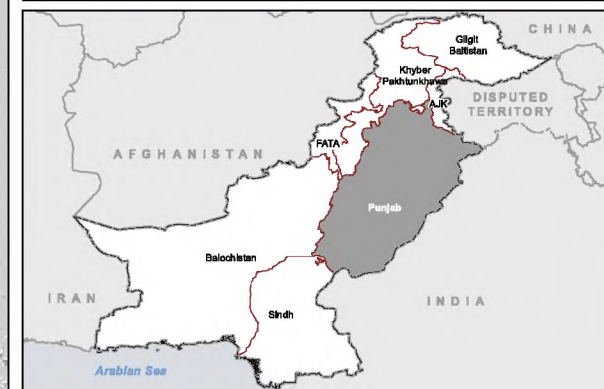 CHINA
Gilgit
Baltistan
Khyber
Pakhtunkhawa
AJK
DISPUTED
TERRITORY
FATA
AFGHANISTAN
Punjab
Balochistan
IRAN
Sindh
INDIA
Arabian Sea